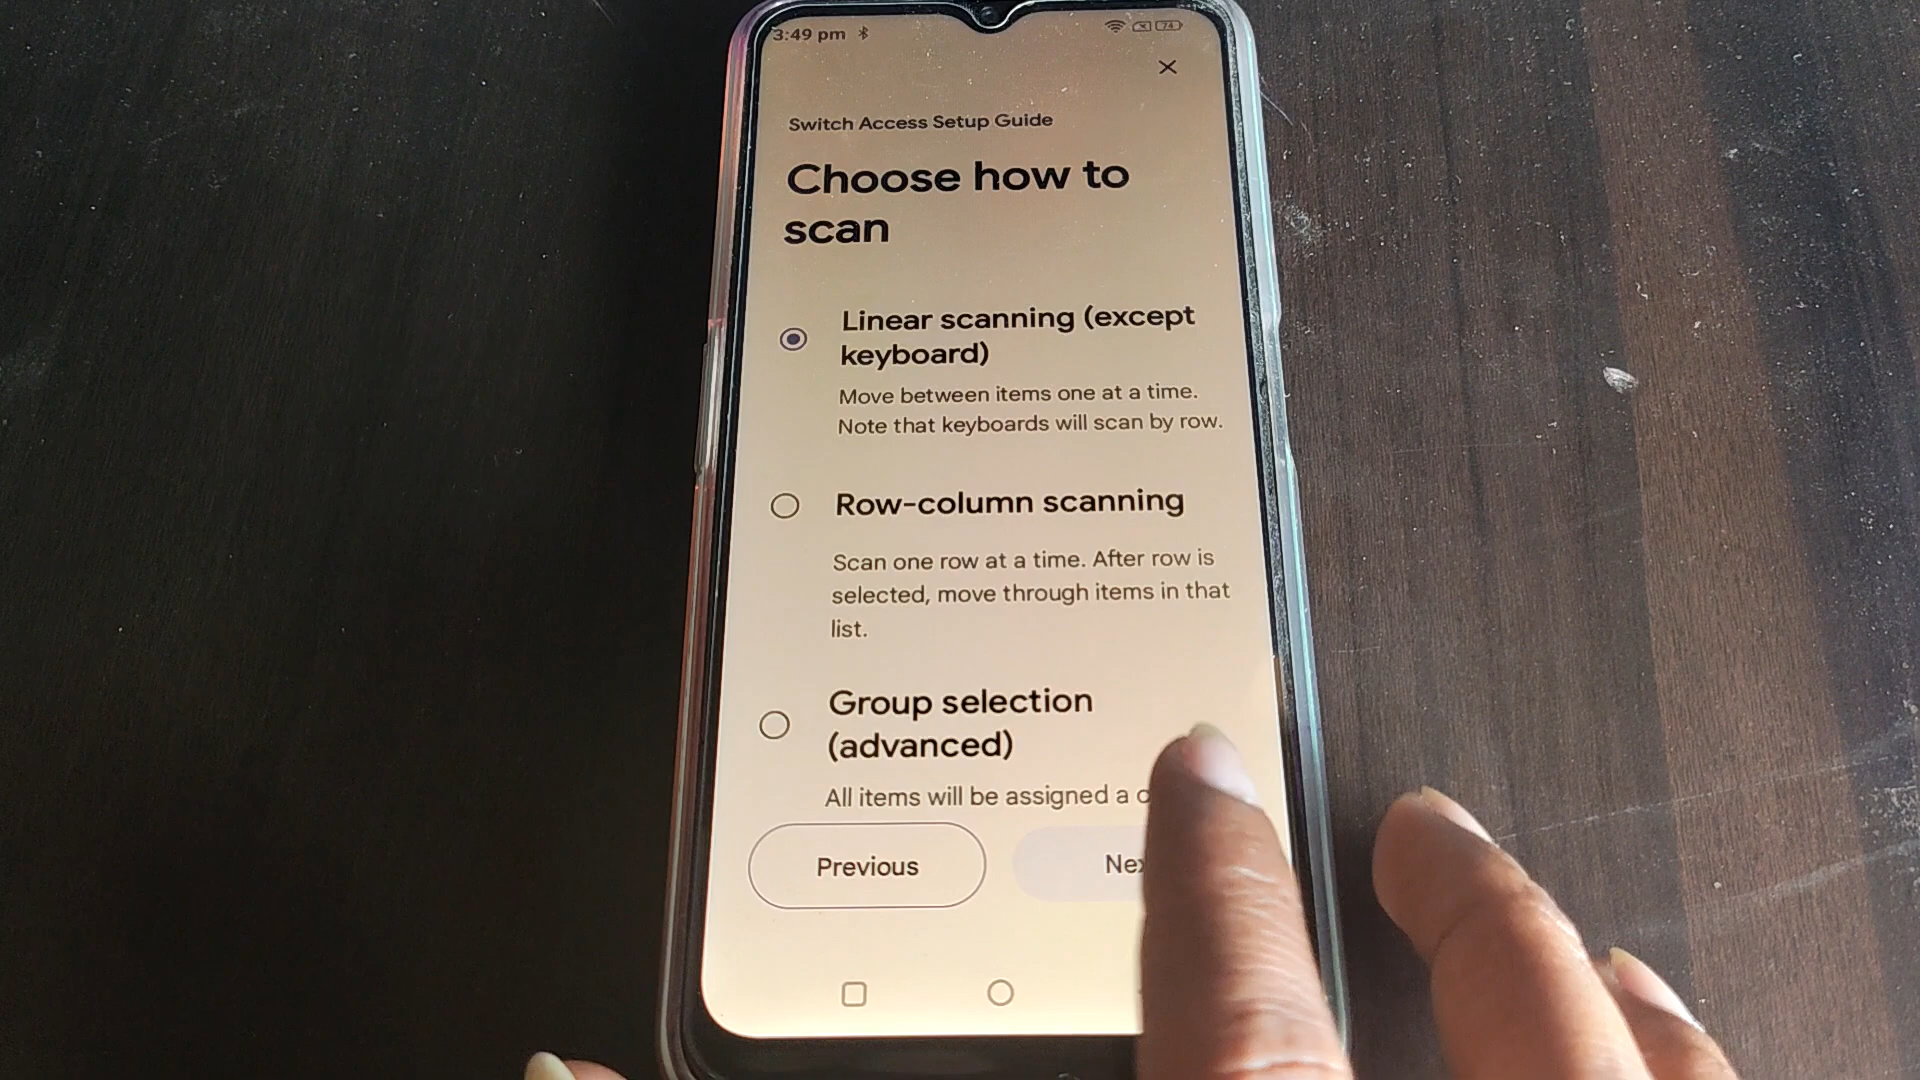 3:49 pm
74
Switch Access Setup Guide
Choose how to
scan
Linear scanning (except
keyboard)
Move between items one at a time.
Note that keyboards will scan by row.
Row-column scanning
Scan one row at a time. After row is
selected, move through items in that
list.
Group selection
(advanced)
All items will be assigned a
Previous